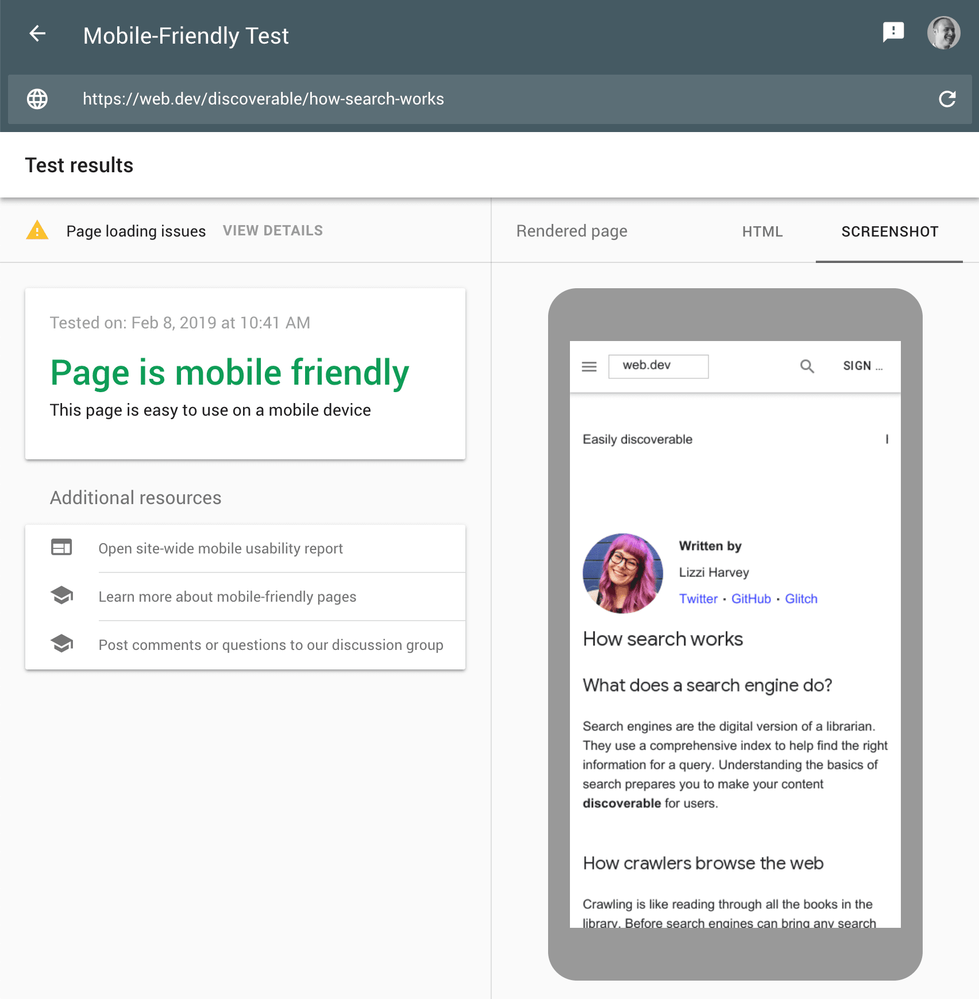 Mobile-Friendly Test
https://web.dev/discoverable/how-search-works
Test results
Page loading issues VIEW DETAILS
Tested on: Feb 8, 2019 at 10:41 AM
Page is mobile friendly
This page is easy to use on a mobile device
Additional resources
Open site-wide mobile usability report
Learn more about mobile-friendly pages
Post comments or questions to our discussion group
Rendered page HTML SCREENSHOT
web.dev SIGN ...
Easily discoverable
Written by
Lizzi Harvey
Twitter · GitHub · Glitch
How search works
What does a search engine do?
Search engines are the digital version of a librarian.
They use a comprehensive index to help find the right
information for a query. Understanding the basics of
search prepares you to make your content
discoverable for users.
How crawlers browse the web
Crawling is like reading through all the books in the
library. Before search engines can bring any search